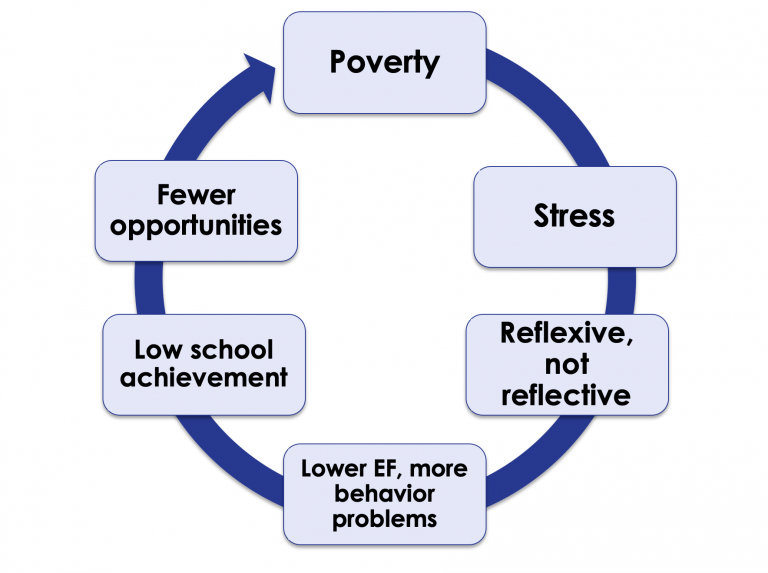 Poverty
Stress
Reflexive,
not
reflective
Lower EF, more
behavior
problems
Low school
achievement
Fewer
opportunities